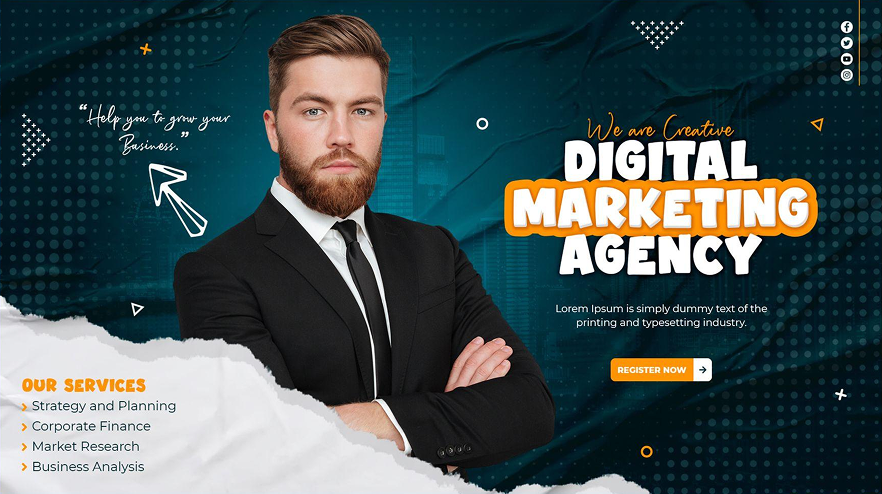 “Help you to grow your
Business.”
We are Creative
DIGITAL
MARKETING
AGENCY
Lorem Ipsum is simply dummy text of the
printing and typesetting industry.
REGISTER NOW
OUR SERVICES
Strategy and Planning
Corporate Finance
Market Research
Business Analysis